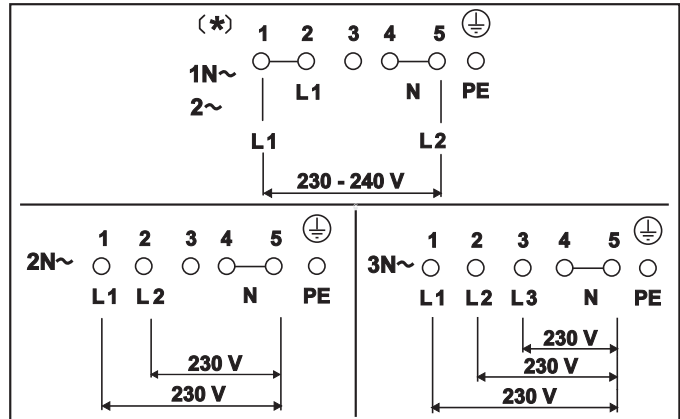 (*) 1 2 3 4 5
1N~ L1 N PE
2~
L1 L2
230 - 240 V
1 2 3 4 5
2N~
L1 L2 N PE
230 V
230 V
1 2 3 4 5
3N~
L1 L2 L3 N PE
230 V
230 V
230 V